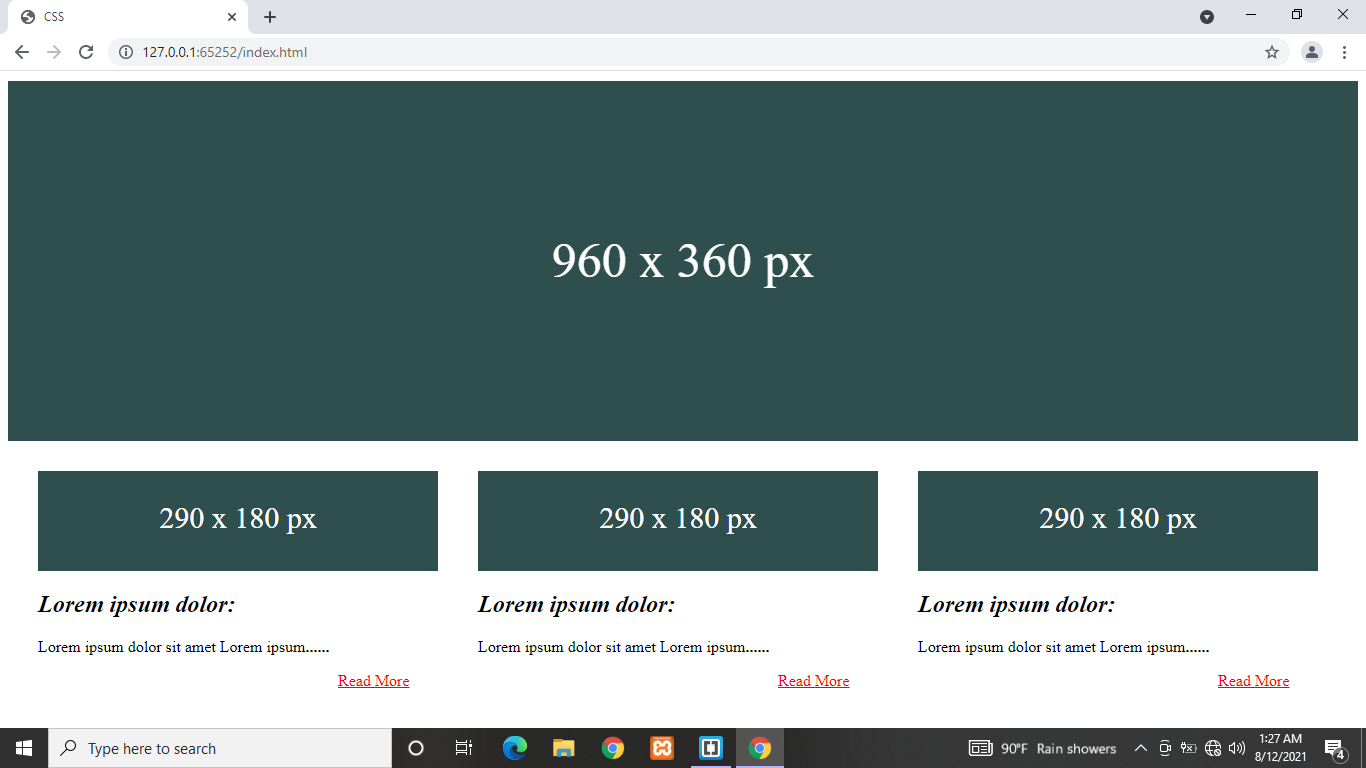 CSS
127.0.0.1:65252/index.html
960 x 360 px
290 x 180 px 290 x 180 px 290 x 180 px
Lorem ipsum dolor: Lorem ipsum dolor: Lorem ipsum dolor:
Lorem ipsum dolor sit amet Lorem ipsum...... Lorem ipsum dolor sit amet Lorem ipsum...... Lorem ipsum dolor sit amet Lorem ipsum......
Read More Read More Read More
Type here to search 90°F Rain showers 1:27 AM
8/12/2021 4